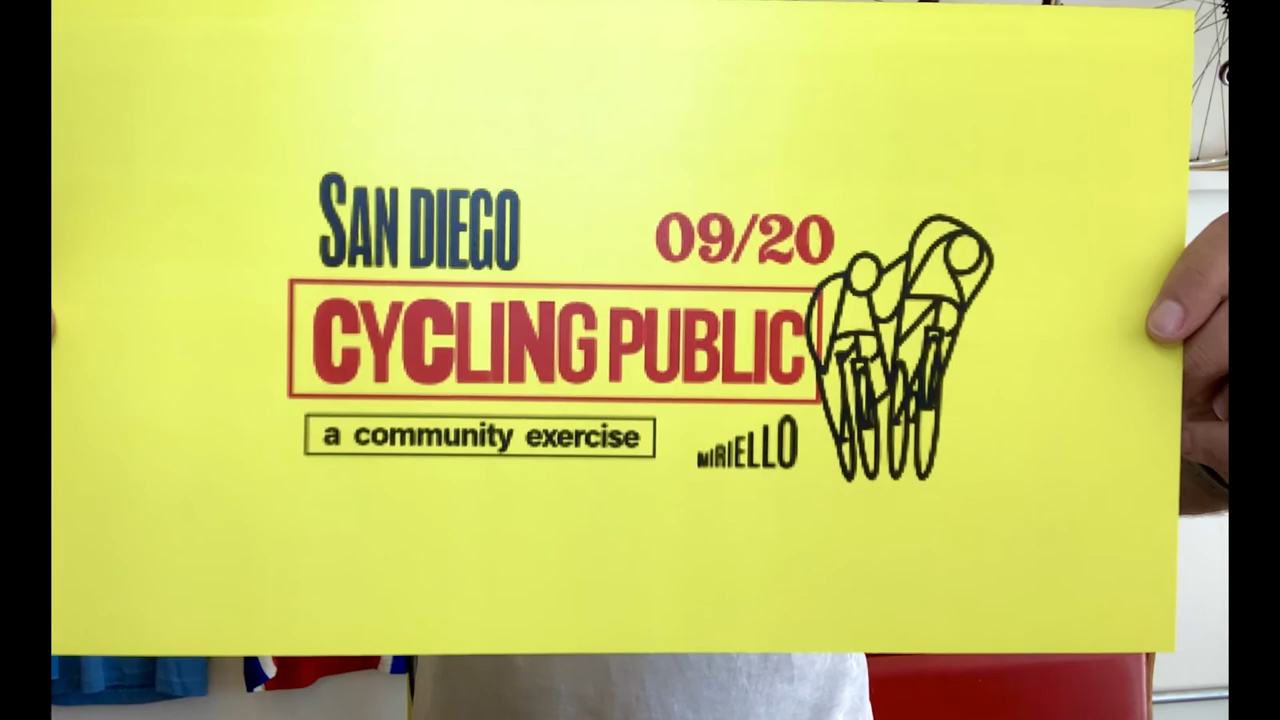 SAN DIEGO
09/20
CYCLING PUBLIC
a community exercise
MIRIELLO